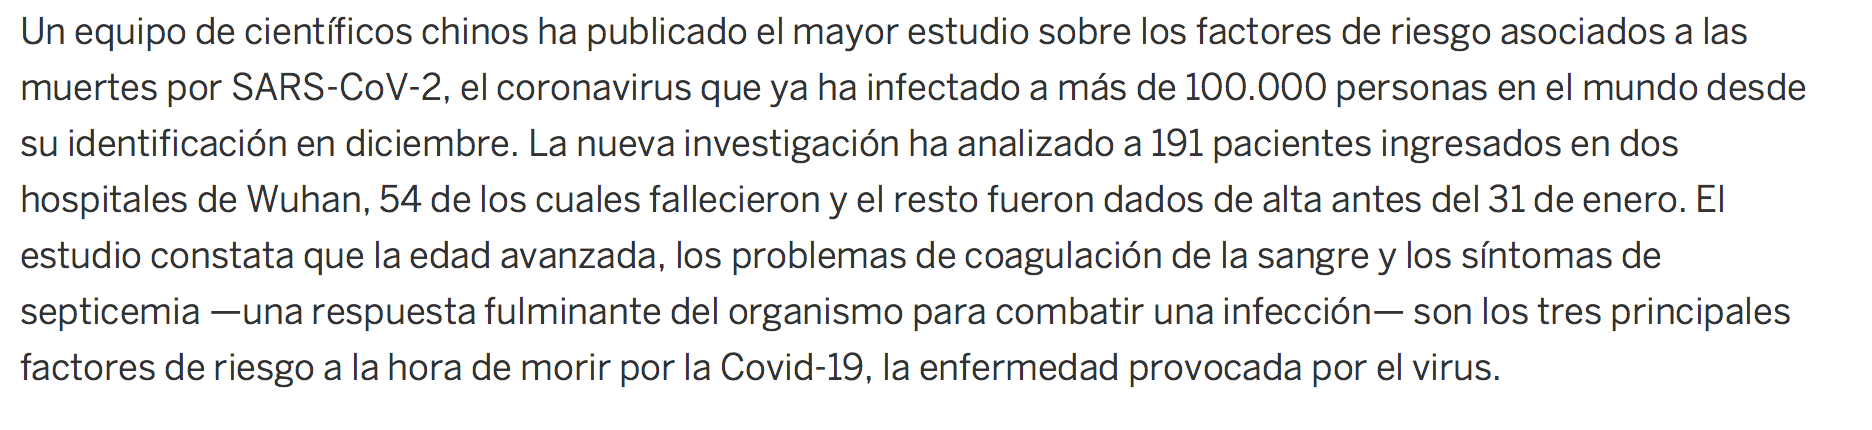 Un equipo de científicos chinos ha publicado el mayor estudio sobre los factores de riesgo asociados a las
muertes por SARS-CoV-2, el coronavirus que ya ha infectado a más de 100.000 personas en el mundo desde
su identificación en diciembre. La nueva investigación ha analizado a 191 pacientes ingresados en dos
hospitales de Wuhan, 54 de los cuales fallecieron y el resto fueron dados de alta antes del 31 de enero. El
estudio constata que la edad avanzada, los problemas de coagulación de la sangre y los síntomas de
septicemia —una respuesta fulminante del organismo para combatir una infección— son los tres principales
factores de riesgo a la hora de morir por la Covid-19, la enfermedad provocada por el virus.